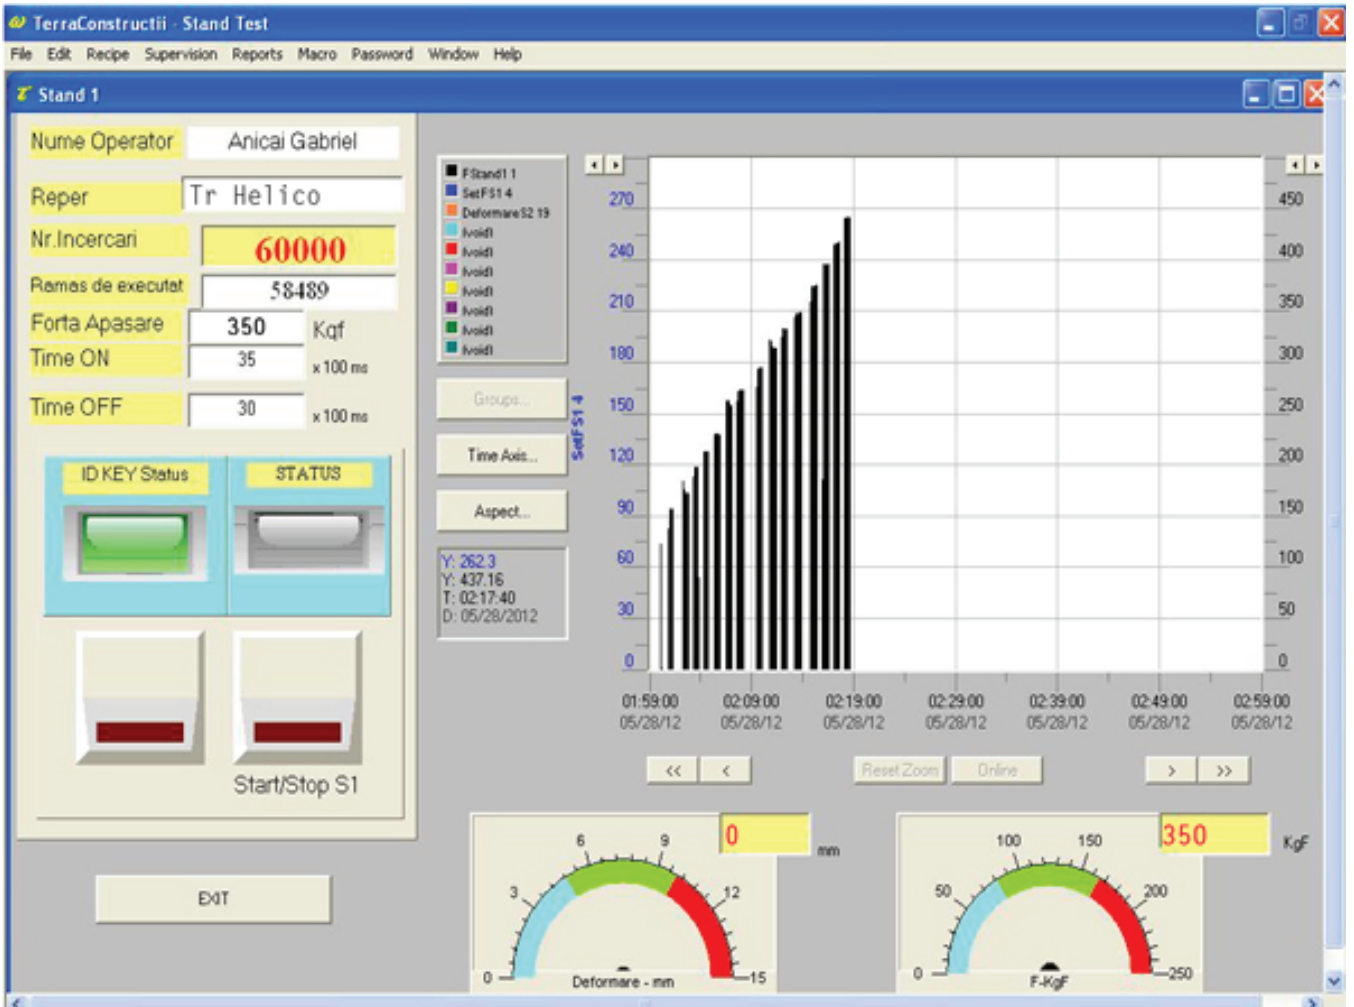 TerraConstructii - Stand Test
File Edit Recipe Supervision Reports Macro Password Window Help
Stand 1
Nume Operator Anicai Gabriel
Reper Tr Helico
Nr.Incercari 60000
Ramas de executat 58489
Forta Apasare 350 Kqf
Time ON 35 x 100 ms
Time OFF 30 x 100 ms
ID KEY Status STATUS
Start/Stop S1
EXIT
FStand1 1
SetFS1 4
Deformare S2 19
Groups...
Time Axis...
Aspect...
Y: 262.3
Y: 437.16
T: 02:17:40
D: 05/28/2012
SetFS1 4
270
240
210
180
150
120
90
60
30
0
450
400
350
300
250
200
150
100
50
0
01:59:00 02:09:00 02:19:00 02:29:00 02:39:00 02:49:00 02:59:00
05/28/12 05/28/12 05/28/12 05/28/12 05/28/12 05/28/12 05/28/12
<< < Reset Zoom Online > >>
0 mm
0 3 6 9 12 15
Deformare - mm
350 KgF
0 50 100 150 200 250
F-KgF